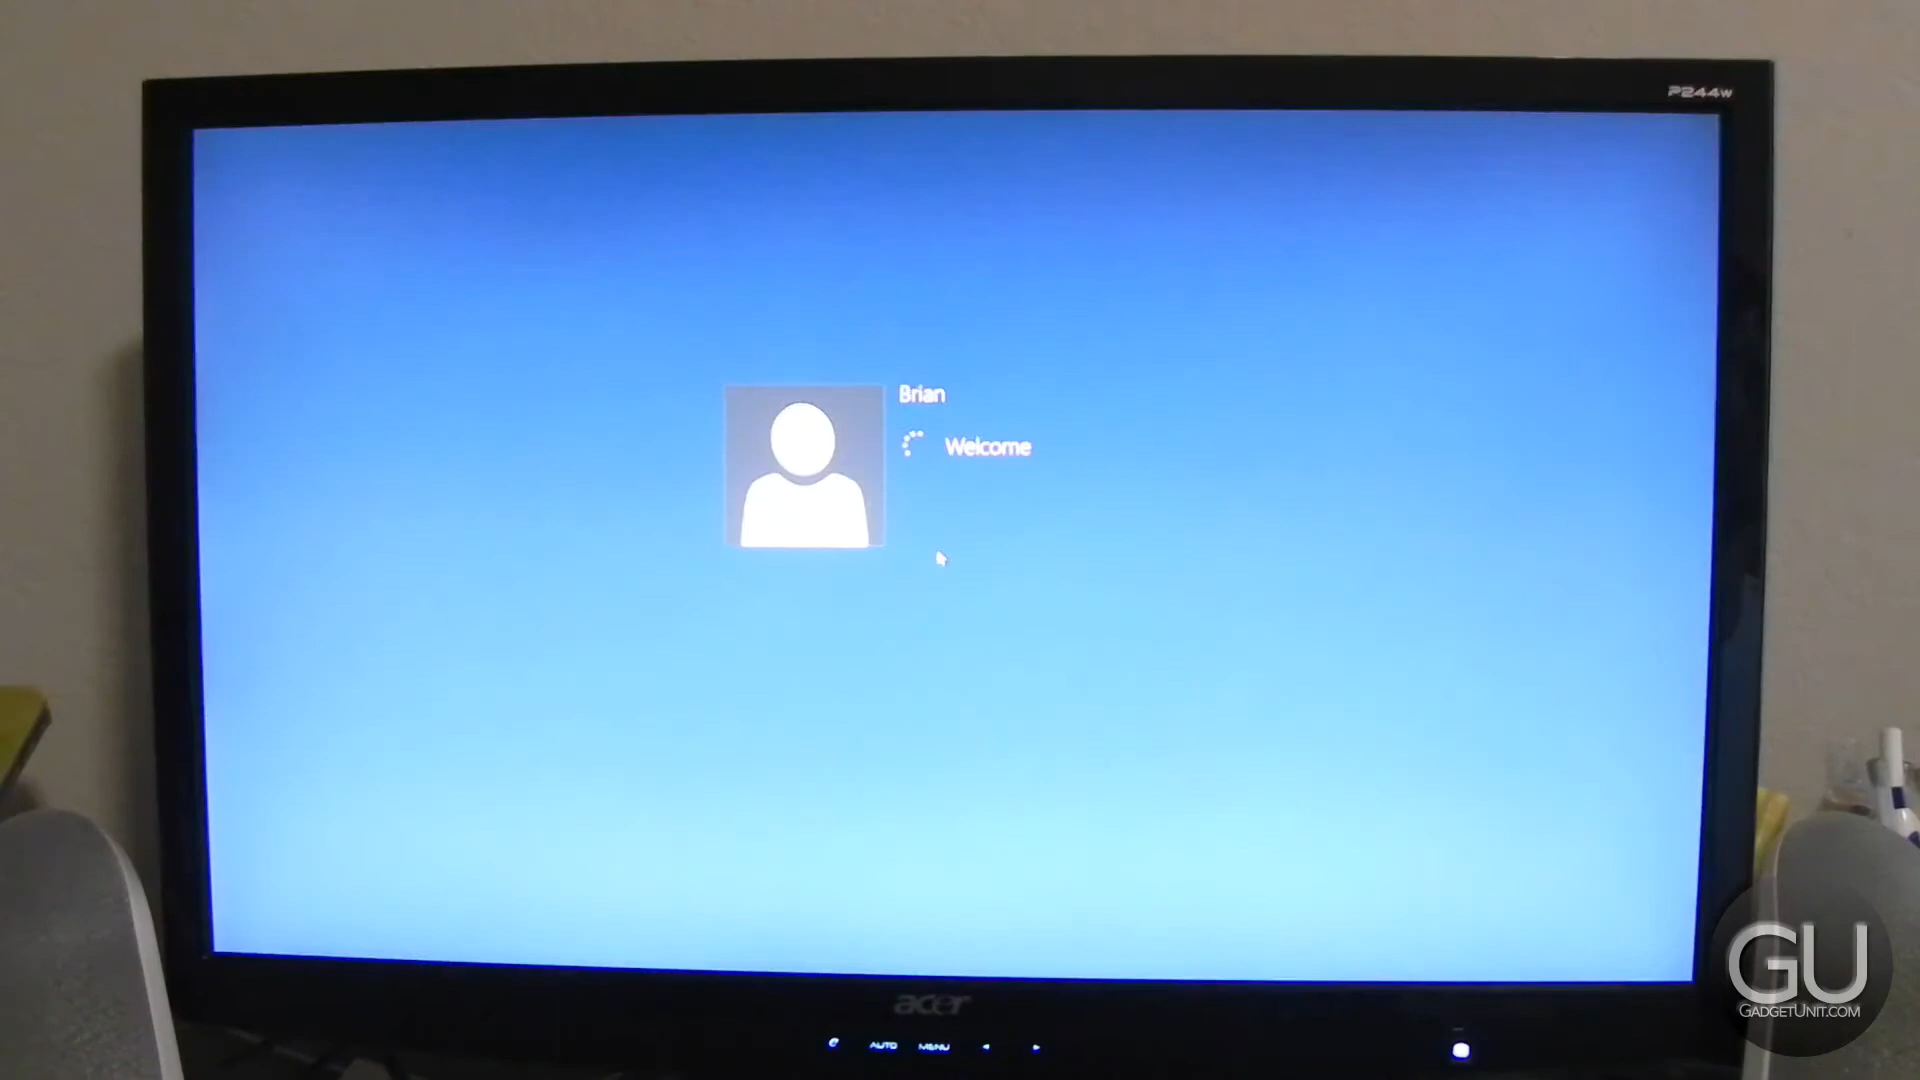 P244W
Brian
Welcome
acer
e AUTO MENU
GU
GADGETUNIT.COM